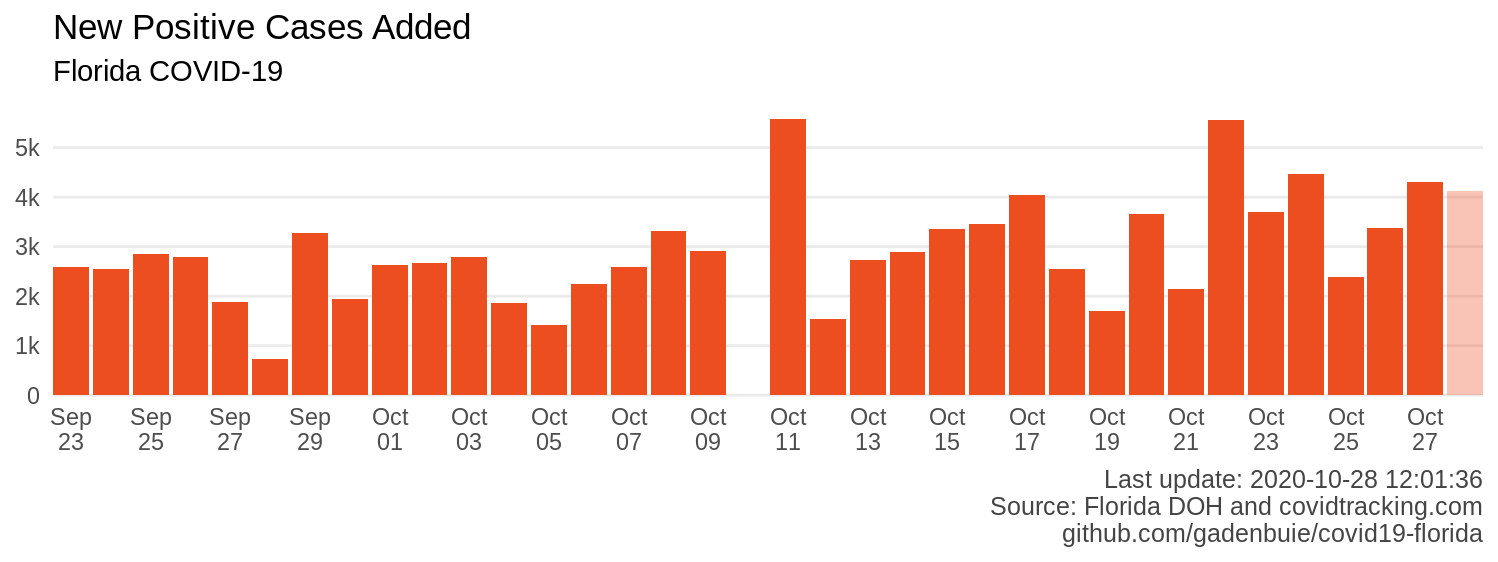 New Positive Cases Added
Florida COVID-19
5k
4k
3k
2k
1k
0
Sep Sep Sep Sep Oct Oct Oct Oct Oct Oct Oct Oct Oct Oct Oct Oct Oct Oct
23 25 27 29 01 03 05 07 09 11 13 15 17 19 21 23 25 27
Last update: 2020-10-28 12:01:36
Source: Florida DOH and covidtracking.com
github.com/gadenbuie/covid19-florida